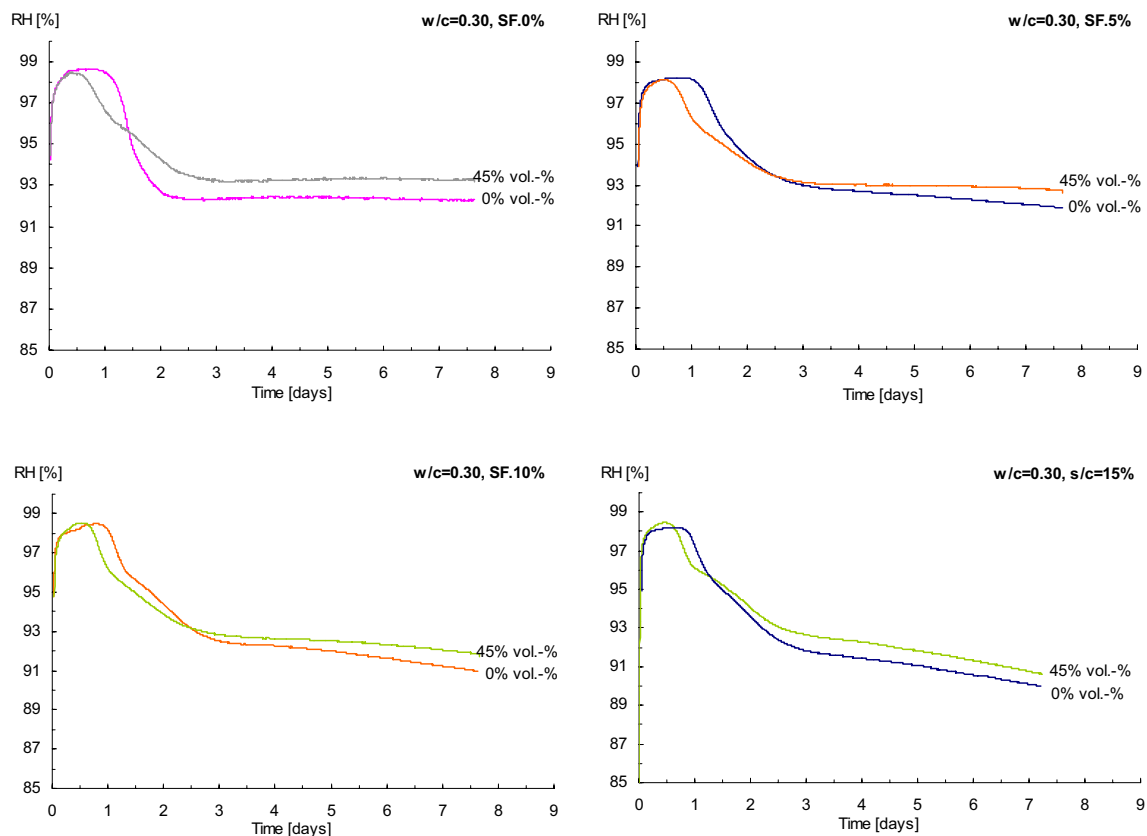 RH [%]
w/c=0.30, SF.0%
99
97
95
93
91
89
87
85
45% vol.-%
0% vol.-%
0 1 2 3 4 5 6 7 8 9
Time [days]
RH [%]
w/c=0.30, SF.5%
99
97
95
93
91
89
87
85
45% vol.-%
0% vol.-%
0 1 2 3 4 5 6 7 8 9
Time [days]
RH [%]
w/c=0.30, SF.10%
99
97
95
93
91
89
87
85
45% vol.-%
0% vol.-%
0 1 2 3 4 5 6 7 8 9
Time [days]
RH [%]
w/c=0.30, s/c=15%
99
97
95
93
91
89
87
85
45% vol.-%
0% vol.-%
0 1 2 3 4 5 6 7 8 9
Time [days]